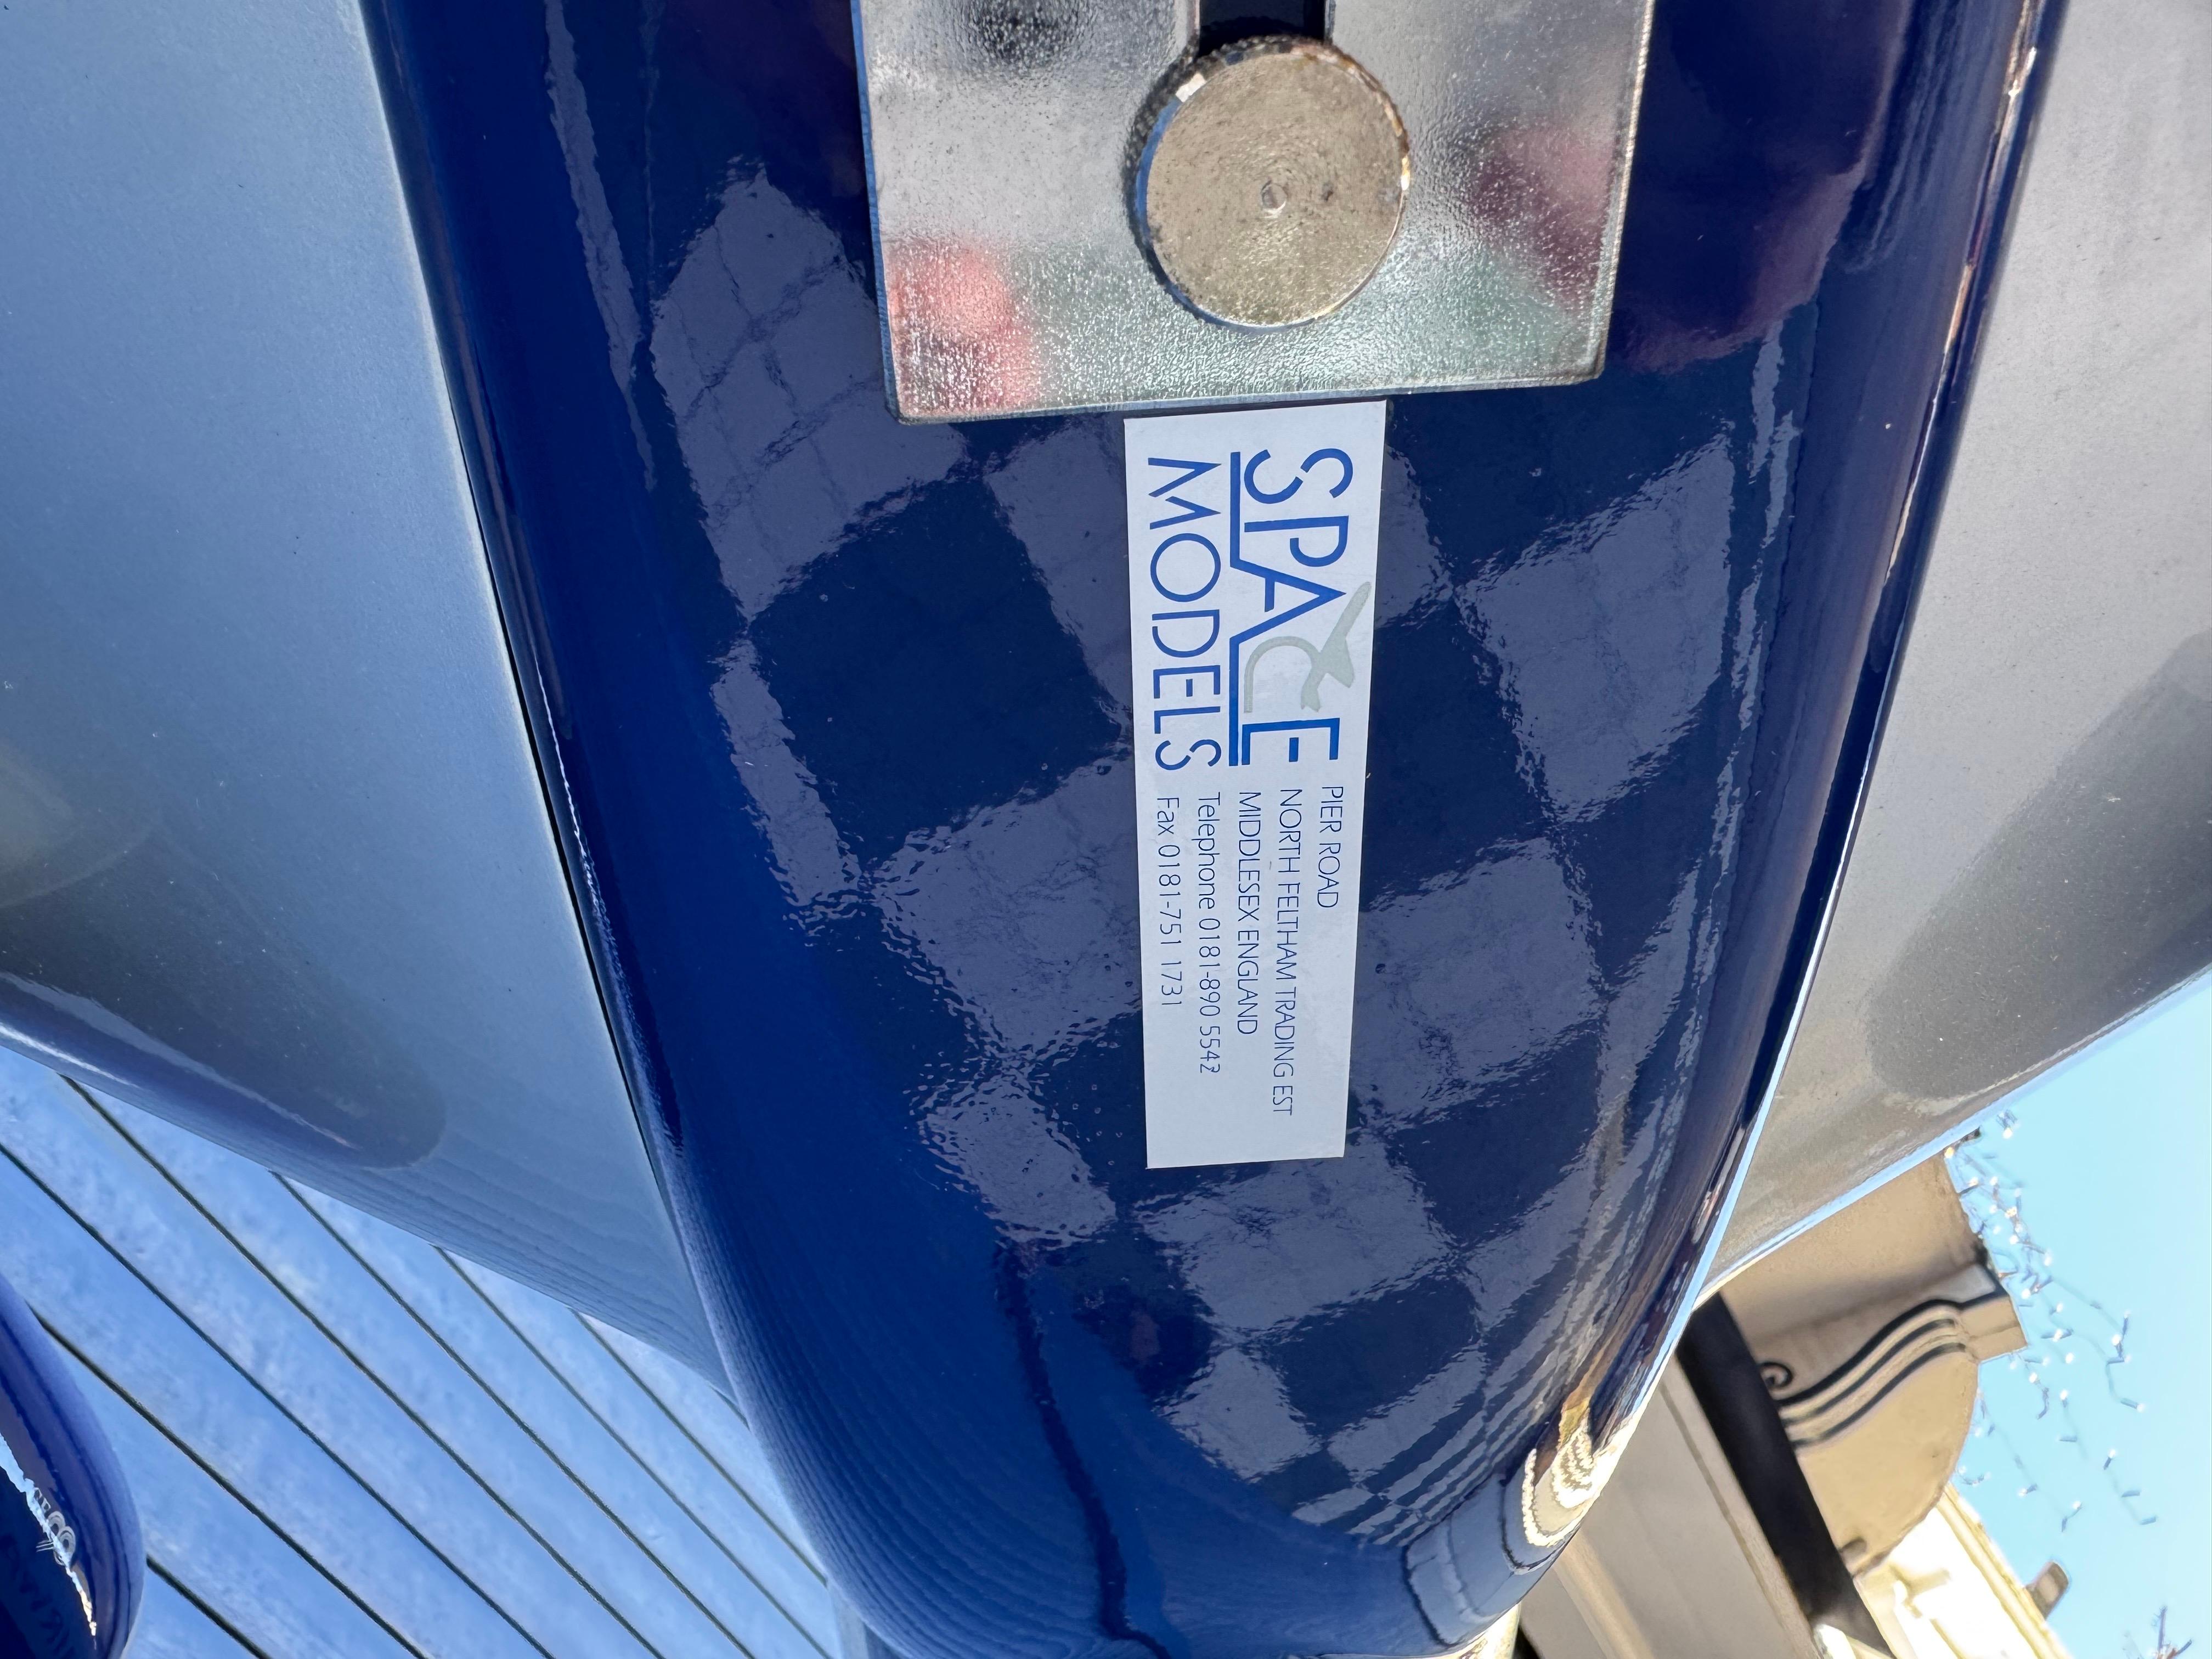 SPACE
MODELS
PIER ROAD
NORTH FELTHAM TRADING EST
MIDDLESEX ENGLAND
Telephone 0181-890 5542
Fax 0181-751 1731